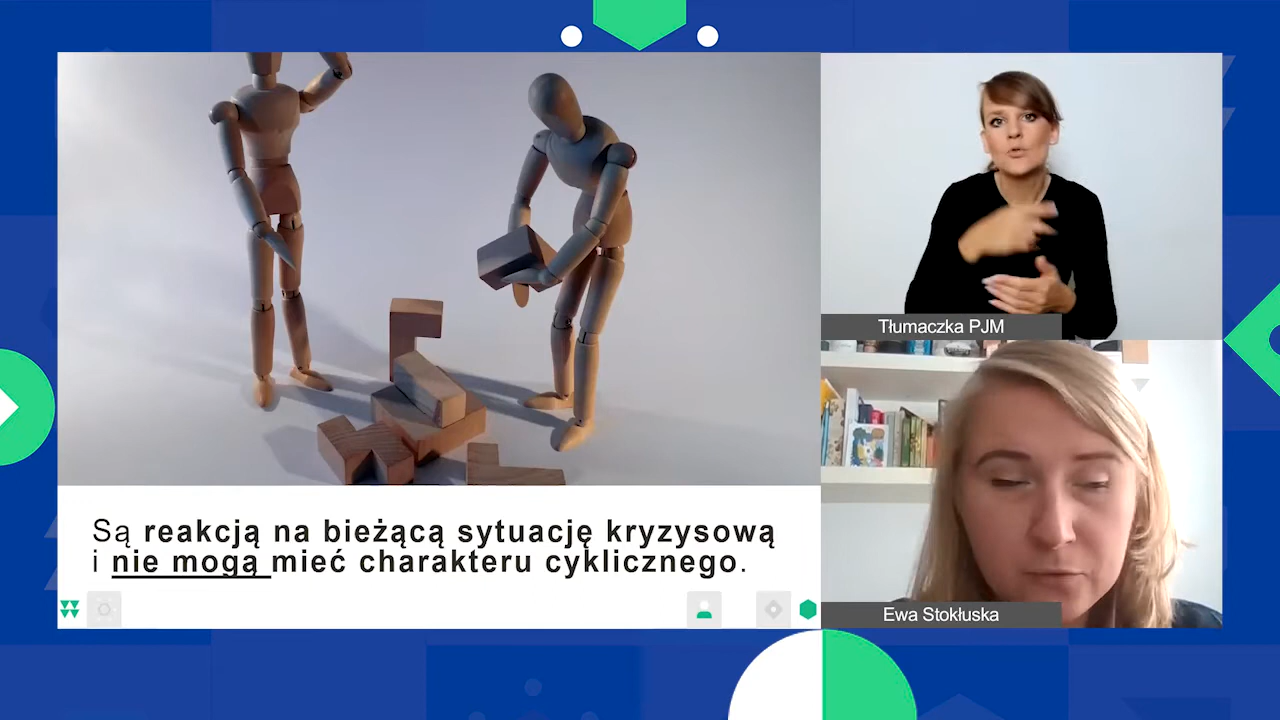 Są reakcją na bieżącą sytuację kryzysową
i nie mogą mieć charakteru cyklicznego.
Tłumaczka PJM
Ewa Stokłuska